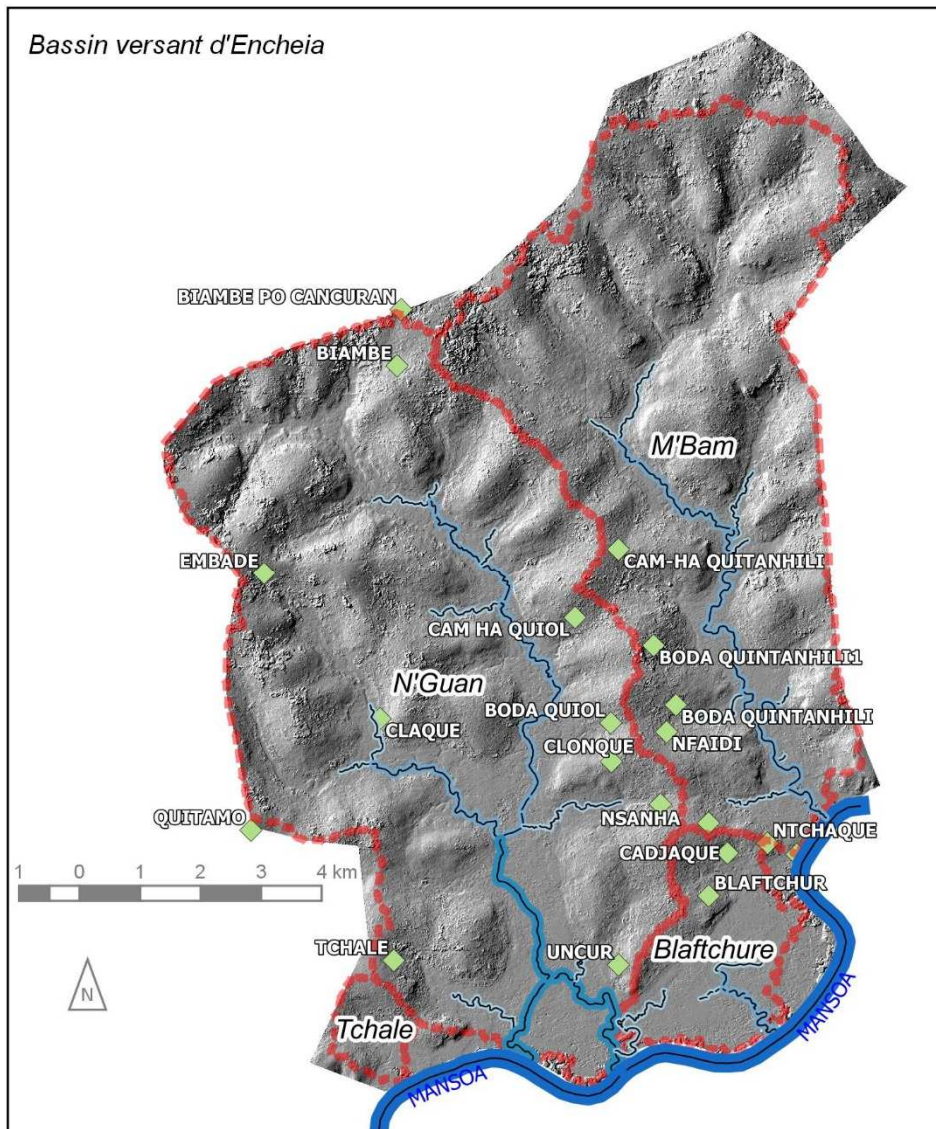 Bassin versant d'Encheia
BIAMBE PO CANCURAN
BIAMBE
M'Bam
EMBADE
CAM-HA QUITANHILI
CAM HA QUIOL
BODA QUINTANHILI1
N'Guan
BODA QUIOL
BODA QUINTANHILI
CLAQUE
CLONQUE
NFAIDI
QUITAMO
NSANHA
NTCHAQUE
CADJAQUE
1 0 1 2 3 4 km
BLAFTCHUR
TCHALE
UNCUR
Blaftchure
N
Tchale
MANSOA
MANSOA